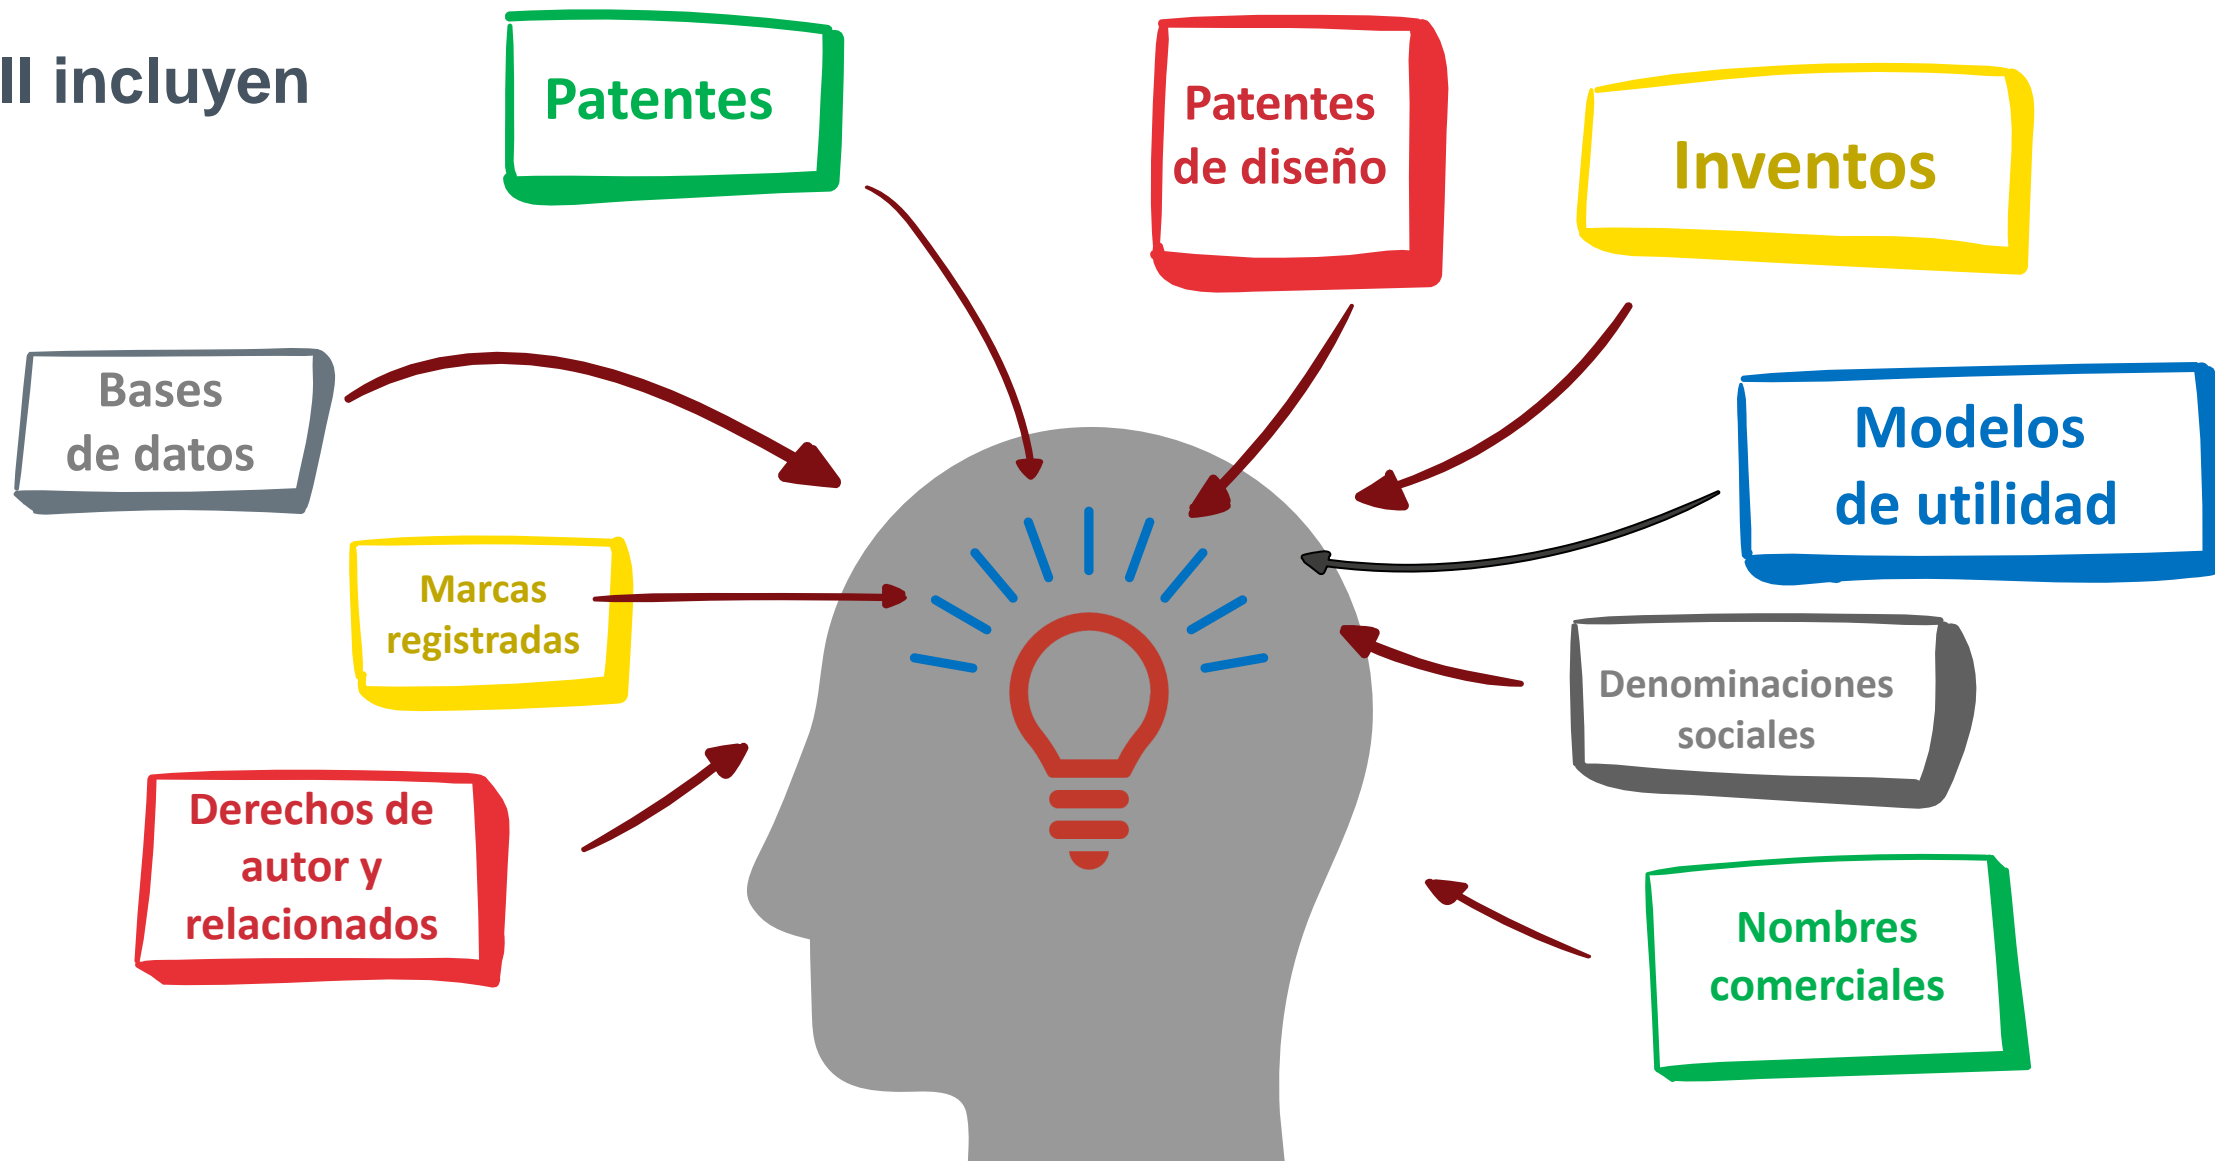 II incluyen
Patentes
Patentes
de diseño
Inventos
Bases
de datos
Modelos
de utilidad
Marcas
registradas
Denominaciones
sociales
Derechos de
autor y
relacionados
Nombres
comerciales